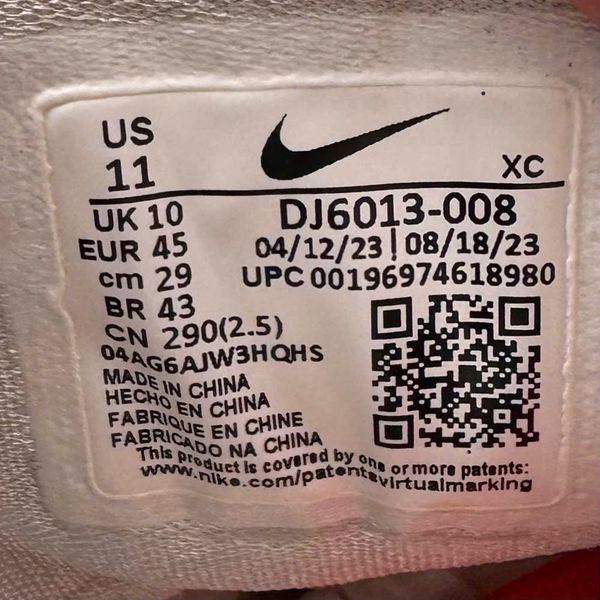 US
11
XC
UK 10
DJ6013-008
EUR 45
04/12/23 | 08/18/23
cm 29
UPC 00196974618980
BR 43
CN 290(2.5)
04AG6AJW3HQHS
MADE IN CHINA
HECHO EN CHINA
FABRIQUE EN CHINE
FABRICADO NA CHINA
This product is covered by one or more patents:
www.nike.com/patentsvirtualmarking